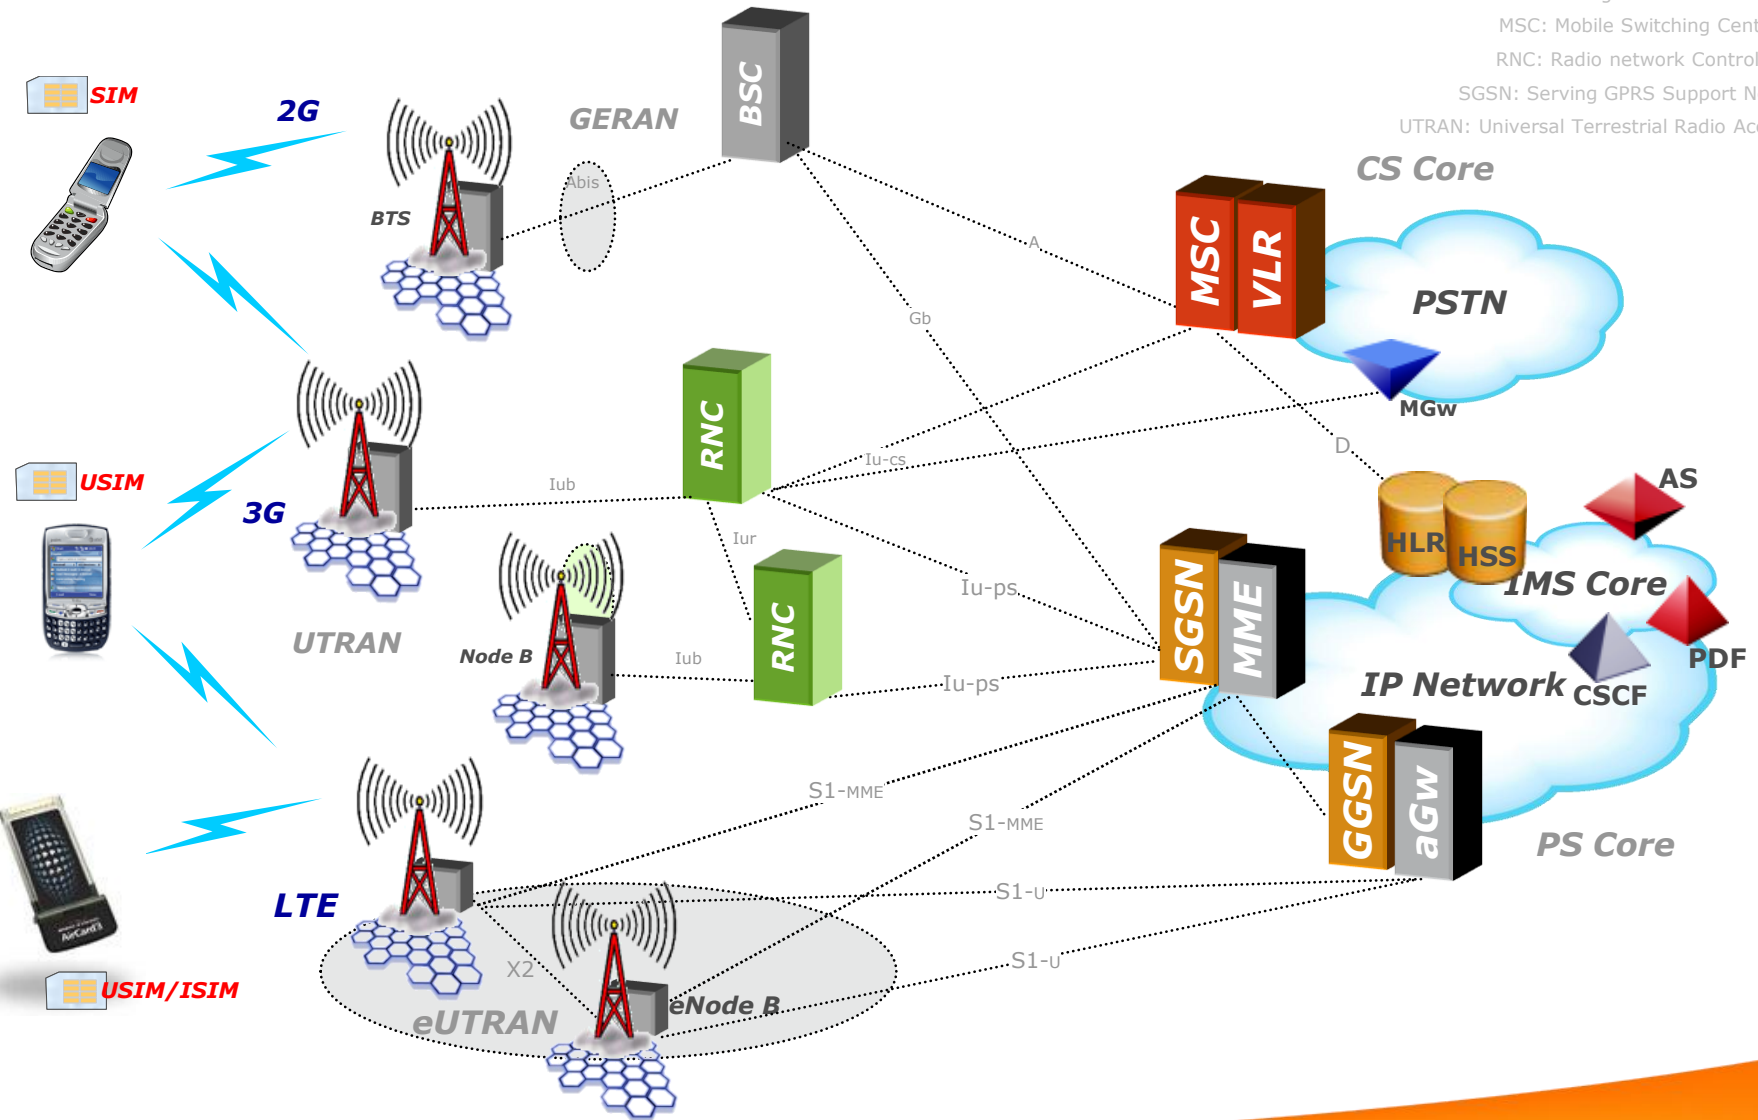 MSC: Mobile Switching Cent
RNC: Radio network Control
SGSN: Serving GPRS Support N
UTRAN: Universal Terrestrial Radio Acc
SIM
2G
GERAN
BSC
CS Core
Abis
BTS
A
MSC
VLR
PSTN
Gb
MGw
RNC
Iu-cs
D
AS
USIM
3G
Iub
Iur
HLR
HSS
IMS Core
Iu-ps
SGSN
MME
UTRAN
Node B
Iub
RNC
Iu-ps
IP Network
CSCF
PDF
GGSN
aGw
PS Core
S1-MME
S1-MME
LTE
S1-U
S1-U
X2
AirCard
USIM/ISIM
eUTRAN
eNode B